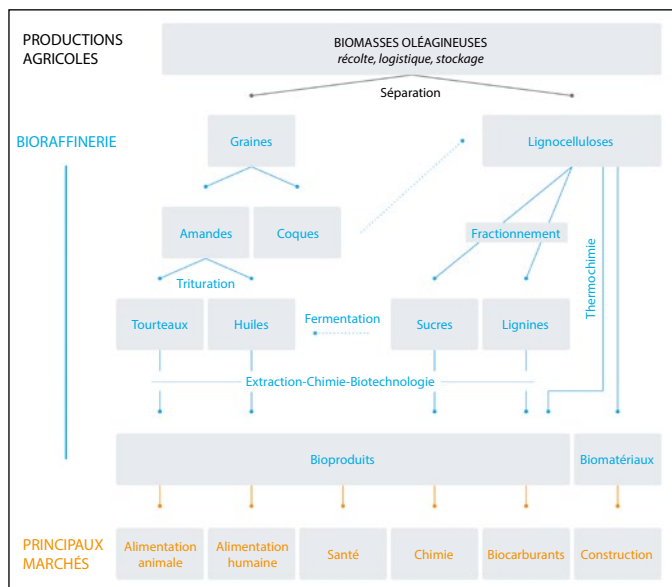 PRODUCTIONS
AGRICOLES
BIOMASSES OLÉAGINEUSES
récolte, logistique, stockage
Séparation
BIORAFFINERIE
Graines
Lignocelluloses
Amandes
Coques
Fractionnement
Thermochimie
Trituration
Fermentation
Tourteaux
Huiles
Sucres
Lignines
Extraction-Chimie-Biotechnologie
Bioproduits
Biomatériaux
PRINCIPAUX
MARCHÉS
Alimentation
animale
Alimentation
humaine
Santé
Chimie
Biocarburants
Construction